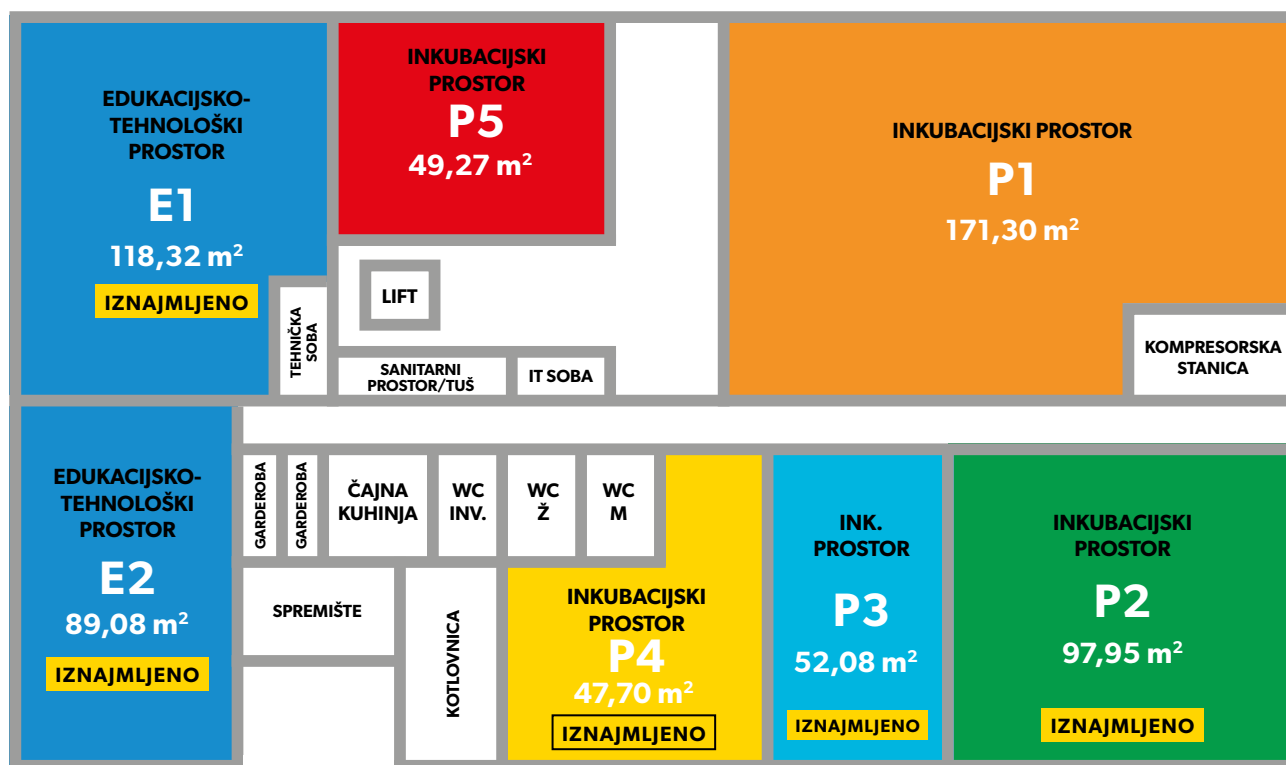 EDUKACIJSKO-
TEHNOLOŠKI
PROSTOR
E1
118,32 m²
IZNAJMLJENO
TEHNIČKA
SOBA
INKUBACIJSKI
PROSTOR
P5
49,27 m²
LIFT
SANITARNI
PROSTOR/TUŠ
IT SOBA
INKUBACIJSKI PROSTOR
P1
171,30 m²
KOMPRESORSKA
STANICA
EDUKACIJSKO-
TEHNOLOŠKI
PROSTOR
E2
89,08 m²
IZNAJMLJENO
GARDEROBA
GARDEROBA
ČAJNA
KUHINJA
WC
INV.
WC
Ž
WC
M
SPREMIŠTE
KOTLOVNICA
INKUBACIJSKI
PROSTOR
P4
47,70 m²
IZNAJMLJENO
INK.
PROSTOR
P3
52,08 m²
IZNAJMLJENO
INKUBACIJSKI
PROSTOR
P2
97,95 m²
IZNAJMLJENO